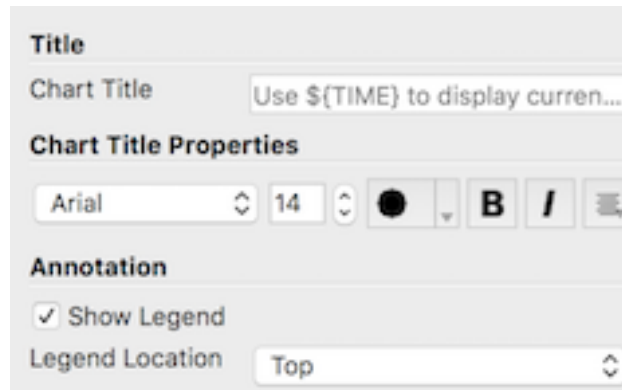 Title
Chart Title Use ${TIME} to display curren...
Chart Title Properties
Arial 14 B I
Annotation
✓ Show Legend
Legend Location Top